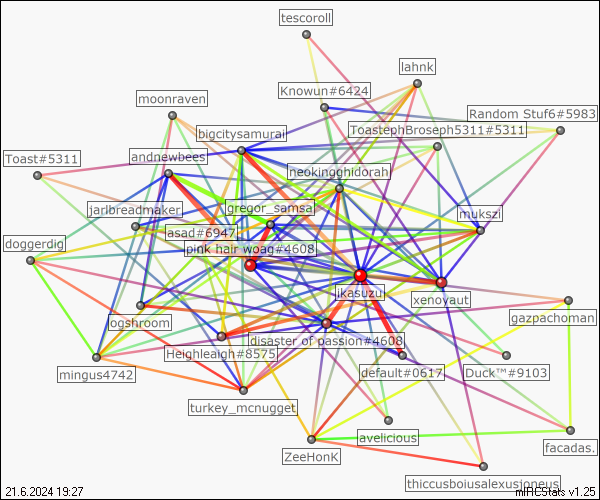 tescoroll
lahnk
Knowun#6424
moonraven
Random Stuf6#5983
ToastephBroseph5311#5311
bigcitysamurai
Toast#5311
andnewbees
neokingghidorah
jarlbreadmaker
gregor_samsa
mukszi
asad#6947
doggerdig
pink hair woag#4608
ikasuzu
xenoyaut
gazpachoman
ogshroom
disaster of passion#4608
Heighleaigh#8575
mingus4742
default#0617
Duck™#9103
turkey_mcnugget
avelicious
facadas.
ZeeHonK
thiccusboiusalexusjoneus
21.6.2024 19:27
mIRCStats v1.25